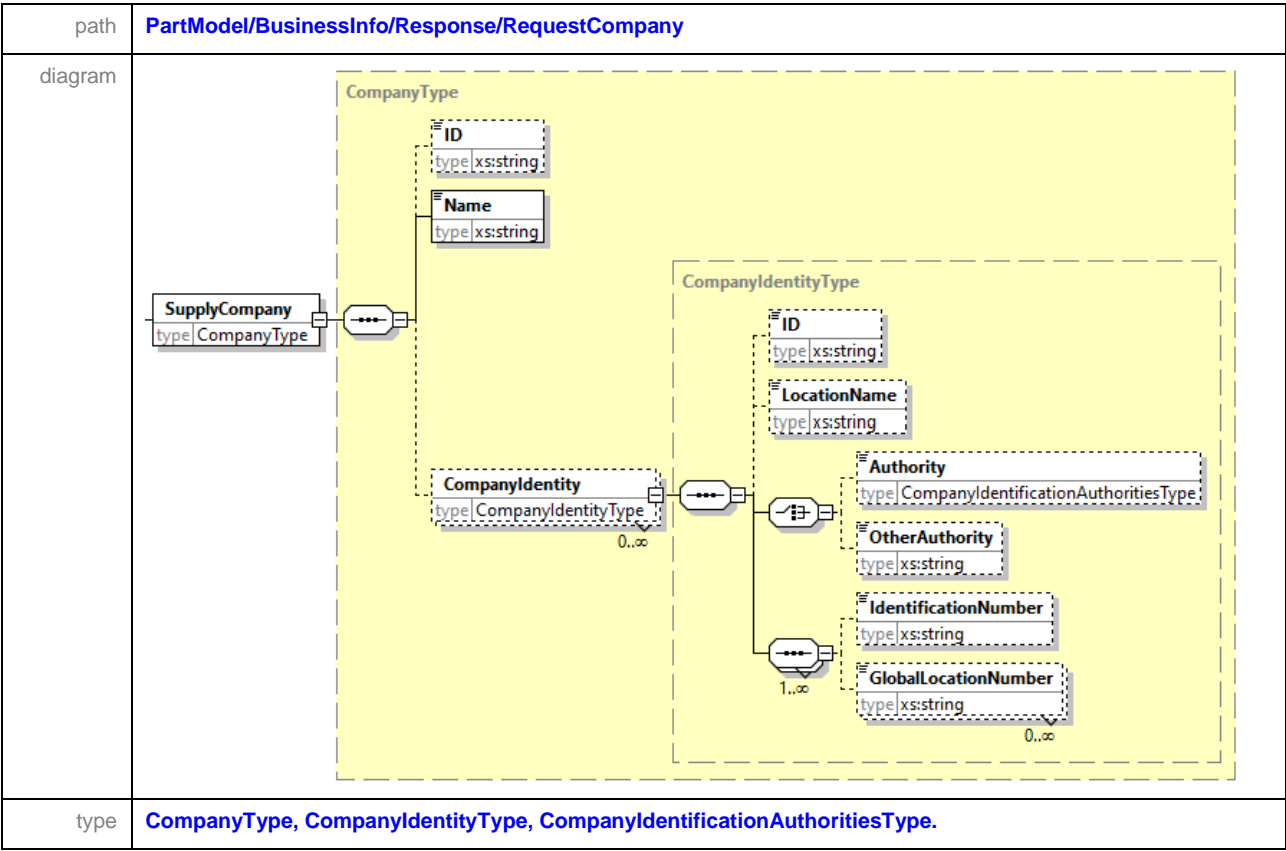 path
PartModel/BusinessInfo/Response/RequestCompany
diagram
CompanyType
ID
type xs:string
Name
type xs:string
CompanyIdentityType
SupplyCompany
type CompanyType
ID
type xs:string
LocationName
type xs:string
Authority
type CompanyIdentificationAuthoritiesType
CompanyIdentity
type CompanyIdentityType
0..∞
OtherAuthority
type xs:string
IdentificationNumber
type xs:string
1..∞
GlobalLocationNumber
type xs:string
0..∞
type
CompanyType, CompanyIdentityType, CompanyIdentificationAuthoritiesType.